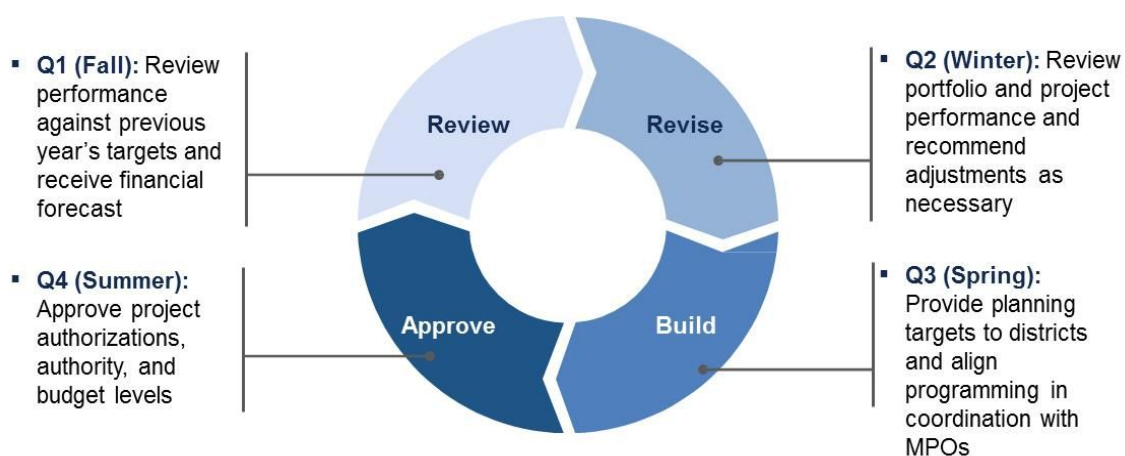 ▪ Q1 (Fall): Review
performance
against previous
year’s targets and
receive financial
forecast
Review
Revise
▪ Q2 (Winter): Review
portfolio and project
performance and
recommend
adjustments as
necessary
▪ Q4 (Summer):
Approve project
authorizations,
authority, and
budget levels
Approve
Build
▪ Q3 (Spring):
Provide planning
targets to districts
and align
programming in
coordination with
MPOs